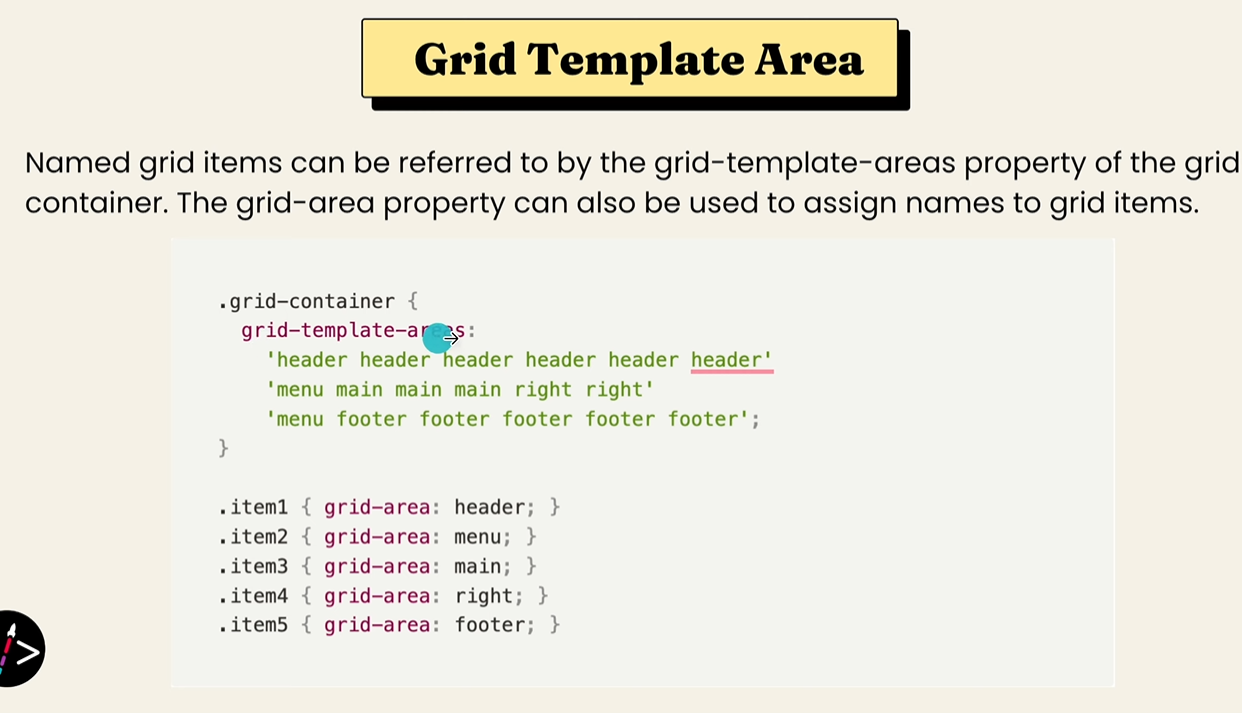 Grid Template Area
Named grid items can be referred to by the grid-template-areas property of the grid
container. The grid-area property can also be used to assign names to grid items.
.grid-container {
grid-template-areas:
'header header header header header header'
'menu main main main right right'
'menu footer footer footer footer footer';
}
.item1 { grid-area: header; }
.item2 { grid-area: menu; }
.item3 { grid-area: main; }
.item4 { grid-area: right; }
.item5 { grid-area: footer; }